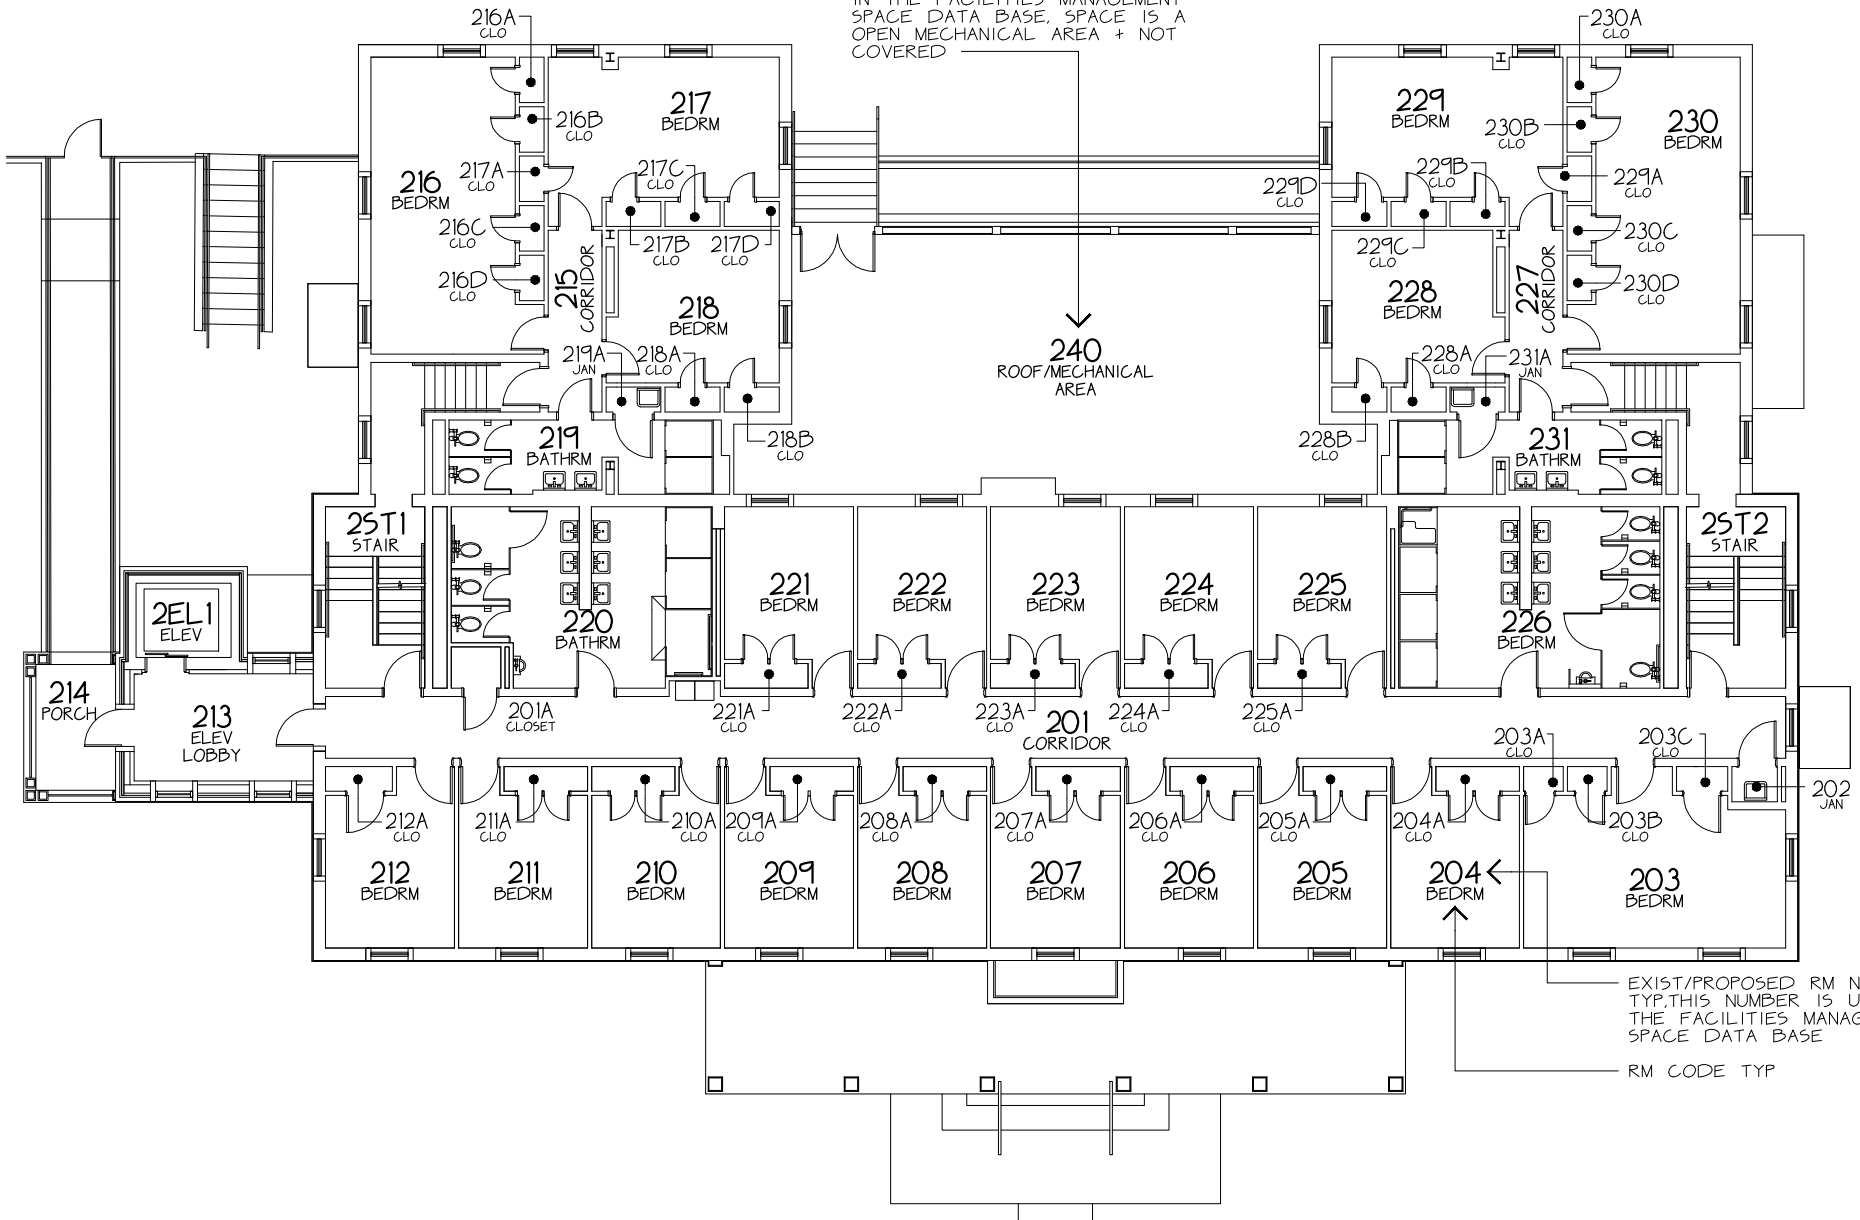 IN THE FACILITIES MANAGEMENT
SPACE DATA BASE, SPACE IS A
OPEN MECHANICAL AREA + NOT
COVERED
216A
CLO
230A
CLO
217
BEDRM
216B
CLO
229
BEDRM
230B
CLO
230
BEDRM
216
BEDRM
217A
CLO
217C
CLO
229D
CLO
229B
CLO
229A
CLO
216C
CLO
217B
CLO
217D
CLO
229C
CLO
230C
CLO
216D
CLO
215
CORRIDOR
218
BEDRM
228
BEDRM
227
CORRIDOR
230D
CLO
219A
JAN
218A
CLO
240
ROOF/MECHANICAL
AREA
228A
CLO
231A
JAN
219
BATHRM
218B
CLO
228B
CLO
231
BATHRM
2ST1
STAIR
2ST2
STAIR
2EL1
ELEV
220
BATHRM
221
BEDRM
222
BEDRM
223
BEDRM
224
BEDRM
225
BEDRM
226
BEDRM
214
PORCH
213
ELEV
LOBBY
201A
CLOSET
221A
CLO
222A
CLO
223A
CLO
201
CORRIDOR
224A
CLO
225A
CLO
203A
CLO
203C
CLO
202
JAN
212A
CLO
211A
CLO
210A
CLO
209A
CLO
208A
CLO
207A
CLO
206A
CLO
205A
CLO
204A
CLO
203B
CLO
212
BEDRM
211
BEDRM
210
BEDRM
209
BEDRM
208
BEDRM
207
BEDRM
206
BEDRM
205
BEDRM
204
BEDRM
203
BEDRM
EXIST/PROPOSED RM
TYP,THIS NUMBER IS
THE FACILITIES
SPACE DATA BASE
RM CODE TYP